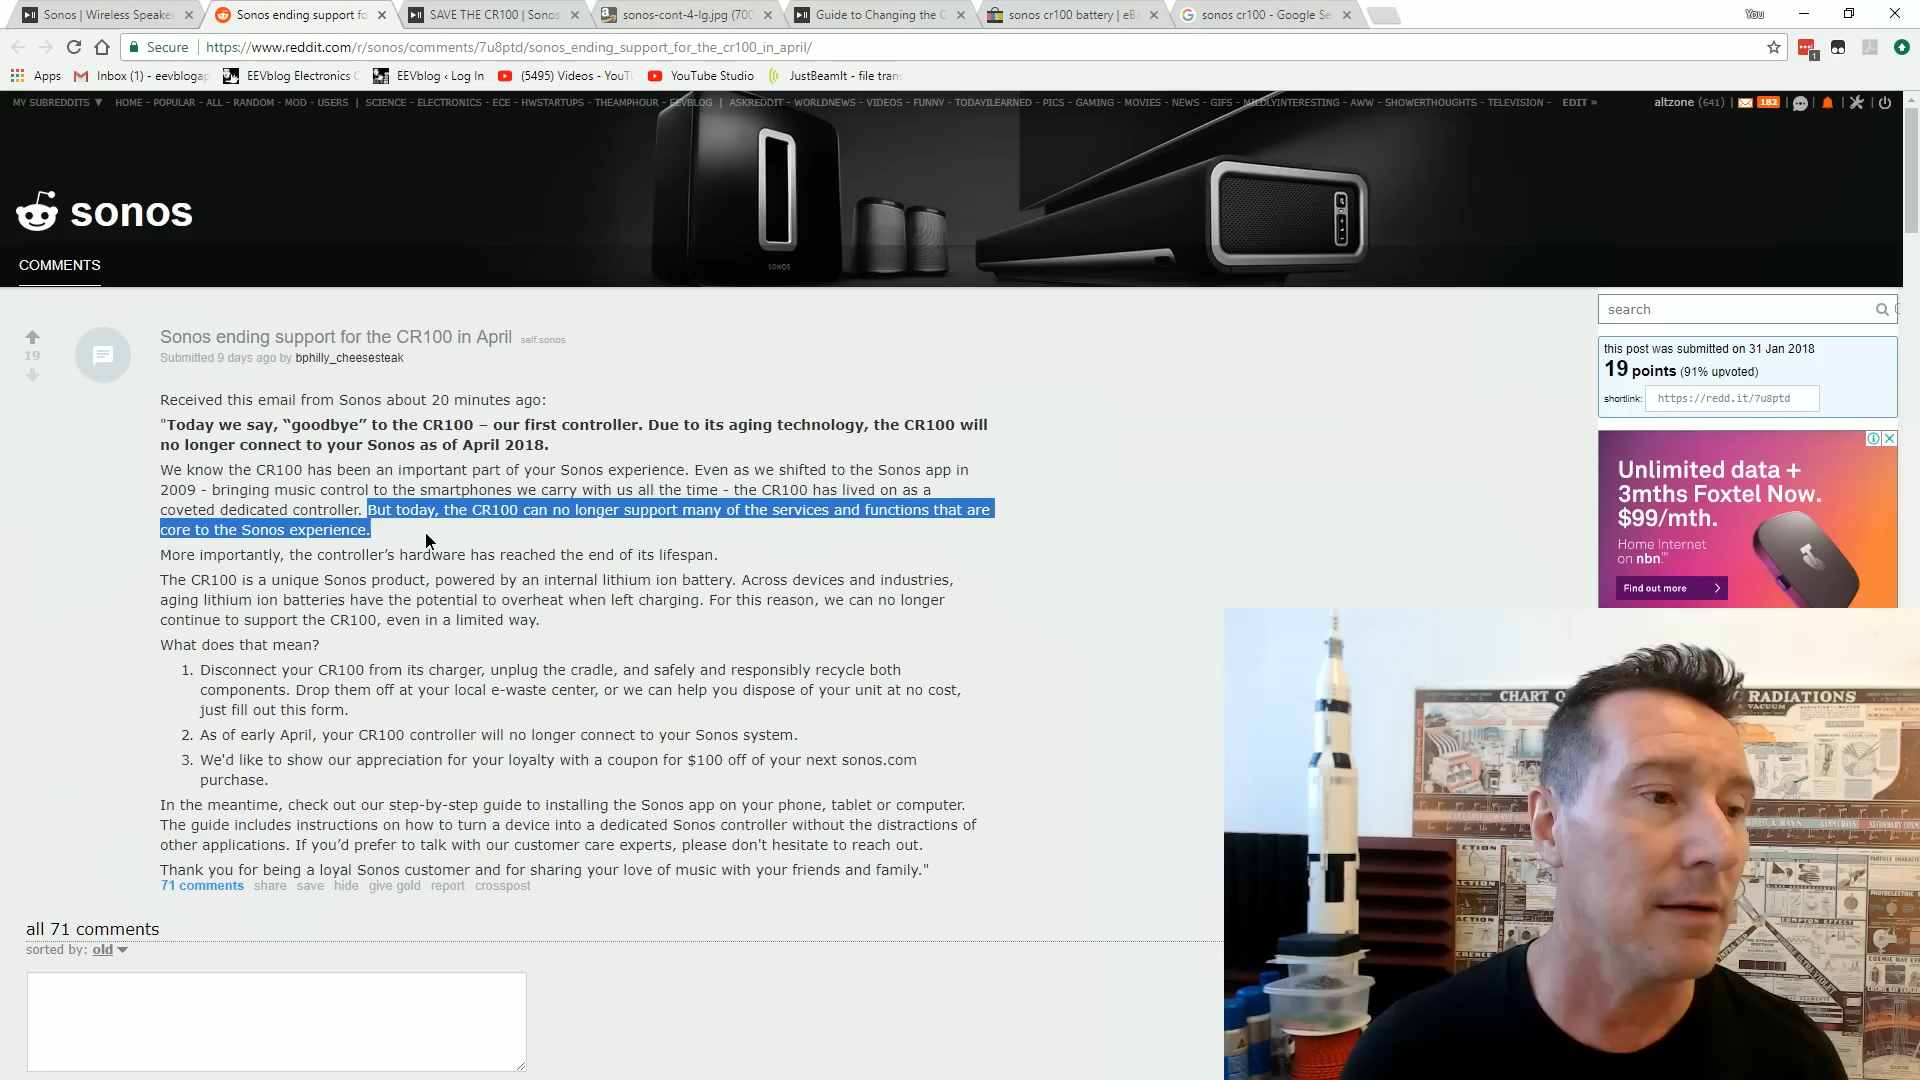 Sonos | Wireless Speaker
Sonos ending support fo
SAVE THE CR100 | Sonos
sonos-cont-4-lg.jpg (700
Guide to Changing the C
sonos cr100 battery | eB
sonos cr100 - Google Se
You
Secure
https://www.reddit.com/r/sonos/comments/7u8ptd/sonos_ending_support_for_the_cr100_in_april/
1
Apps
Inbox (1) - eevblogap
EEVblog Electronics C
EEVblog ‹ Log In
(5495) Videos - YouTu
YouTube Studio
JustBeamIt - file trans
MY SUBREDDITS ▼ HOME - POPULAR - ALL - RANDOM - MOD - USERS | SCIENCE - ELECTRONICS - ECE - HWSTARTUPS - THEAMPHOUR - EEVBLOG | ASKREDDIT - WORLDNEWS - VIDEOS - FUNNY - TODAYILEARNED - PICS - GAMING - MOVIES - NEWS - GIFS - MILDLYINTERESTING - AWW - SHOWERTHOUGHTS - TELEVISION - EDIT »
altzone (641) | 182
sonos
SONOS
COMMENTS
search
19
Sonos ending support for the CR100 in April self.sonos
Submitted 9 days ago by bphilly_cheesesteak
Received this email from Sonos about 20 minutes ago:
"Today we say, “goodbye” to the CR100 – our first controller. Due to its aging technology, the CR100 will
no longer connect to your Sonos as of April 2018.
We know the CR100 has been an important part of your Sonos experience. Even as we shifted to the Sonos app in
2009 - bringing music control to the smartphones we carry with us all the time - the CR100 has lived on as a
coveted dedicated controller. But today, the CR100 can no longer support many of the services and functions that are
core to the Sonos experience.
More importantly, the controller’s hardware has reached the end of its lifespan.
The CR100 is a unique Sonos product, powered by an internal lithium ion battery. Across devices and industries,
aging lithium ion batteries have the potential to overheat when left charging. For this reason, we can no longer
continue to support the CR100, even in a limited way.
What does that mean?
1. Disconnect your CR100 from its charger, unplug the cradle, and safely and responsibly recycle both
components. Drop them off at your local e-waste center, or we can help you dispose of your unit at no cost,
just fill out this form.
2. As of early April, your CR100 controller will no longer connect to your Sonos system.
3. We'd like to show our appreciation for your loyalty with a coupon for $100 off of your next sonos.com
purchase.
In the meantime, check out our step-by-step guide to installing the Sonos app on your phone, tablet or computer.
The guide includes instructions on how to turn a device into a dedicated Sonos controller without the distractions of
other applications. If you’d prefer to talk with our customer care experts, please don't hesitate to reach out.
Thank you for being a loyal Sonos customer and for sharing your love of music with your friends and family."
71 comments share save hide give gold report crosspost
all 71 comments
sorted by: old
this post was submitted on 31 Jan 2018
19 points (91% upvoted)
shortlink: https://redd.it/7u8ptd
Unlimited data +
3mths Foxtel Now.
$99/mth.
Home Internet
on nbn™
Find out more
CHART O
RADIATIONS
VACUUM